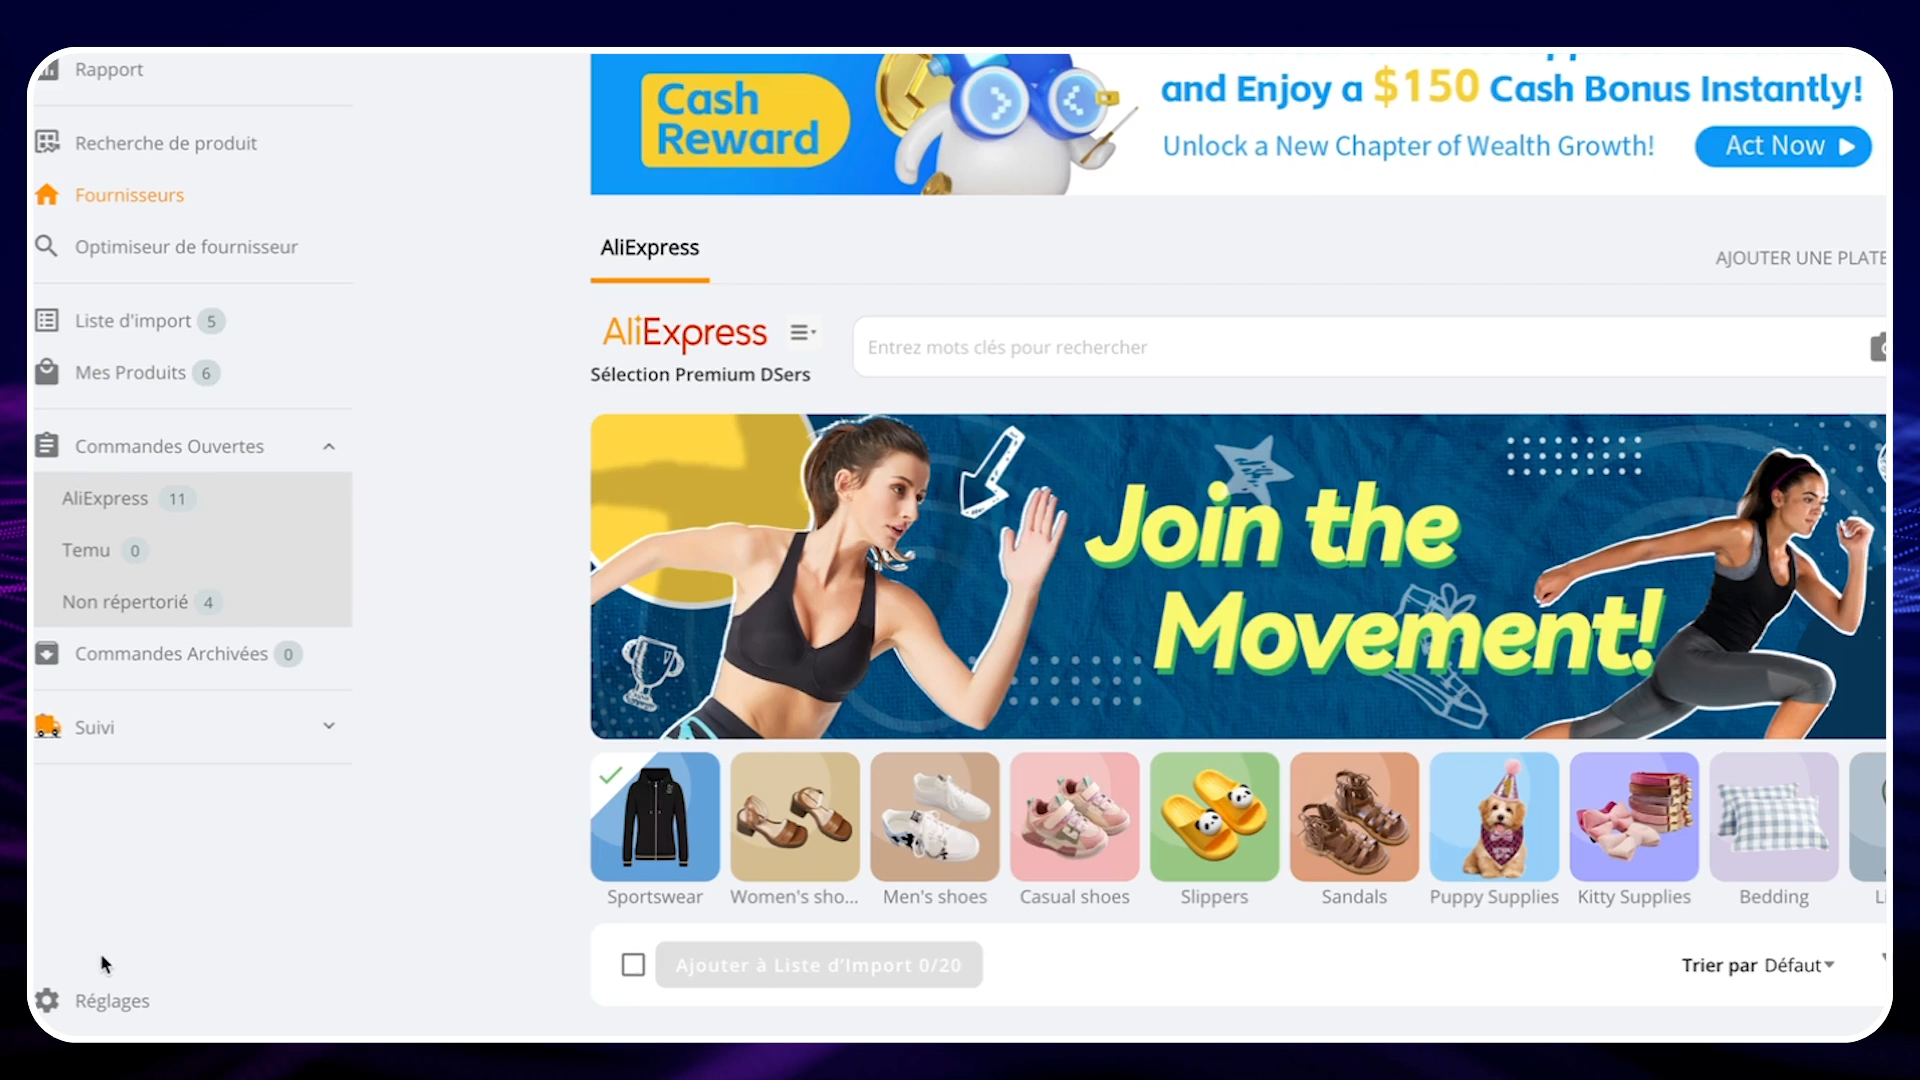 Rapport
Recherche de produit
Fournisseurs
Optimiseur de fournisseur
Liste d'import 5
Mes Produits 6
Commandes Ouvertes
AliExpress 11
Temu 0
Non répertorié 4
Commandes Archivées 0
Suivi
Réglages
Cash
Reward
and Enjoy a $150 Cash Bonus Instantly!
Unlock a New Chapter of Wealth Growth!
Act Now
AliExpress
AJOUTER UNE PLATE
AliExpress
Sélection Premium DSers
Entrez mots clés pour rechercher
Join the
Movement!
Sportswear
Women's sho...
Men's shoes
Casual shoes
Slippers
Sandals
Puppy Supplies
Kitty Supplies
Bedding
Ajouter à Liste d'Import 0/20
Trier par Défaut